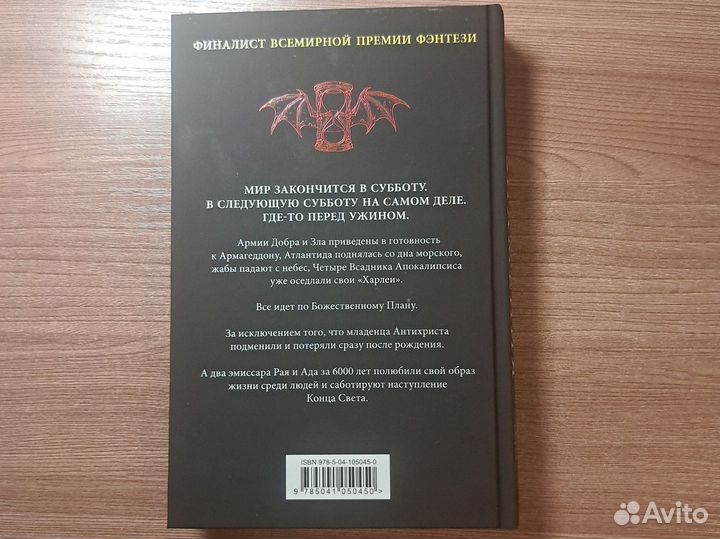 ФИНАЛИСТ ВСЕМИРНОЙ ПРЕМИИ ФЭНТЕЗИ
МИР ЗАКОНЧИТСЯ В СУББОТУ.
В СЛЕДУЮЩУЮ СУББОТУ НА САМОМ ДЕЛЕ.
ГДЕ-ТО ПЕРЕД УЖИНОМ.
Армии Добра и Зла приведены в готовность
к Армагеддону, Атлантида поднялась со дна морского,
жабы падают с небес, Четыре Всадника Апокалипсиса
уже оседлали свои «Харлеи».
Все идет по Божественному Плану.
За исключением того, что младенца Антихриста
подменили и потеряли сразу после рождения.
А два эмиссара Рая и Ада за 6000 лет полюбили свой образ
жизни среди людей и саботируют наступление
Конца Света.
ISBN 978-5-04-105045-0
9 785041 050450 >
Avito